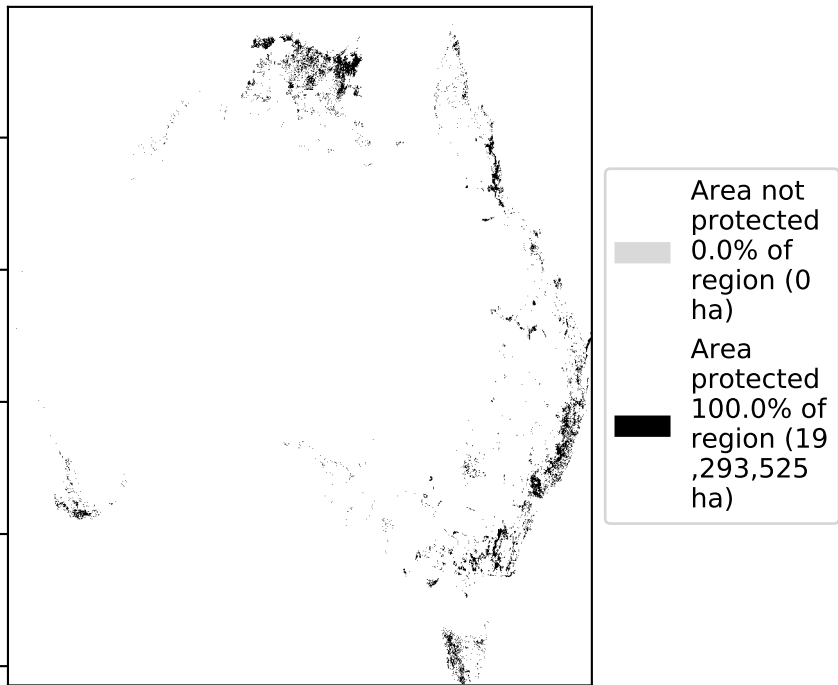 Area not
protected
0.0% of
region (0
ha)
Area
protected
100.0% of
region (19
,293,525
ha)